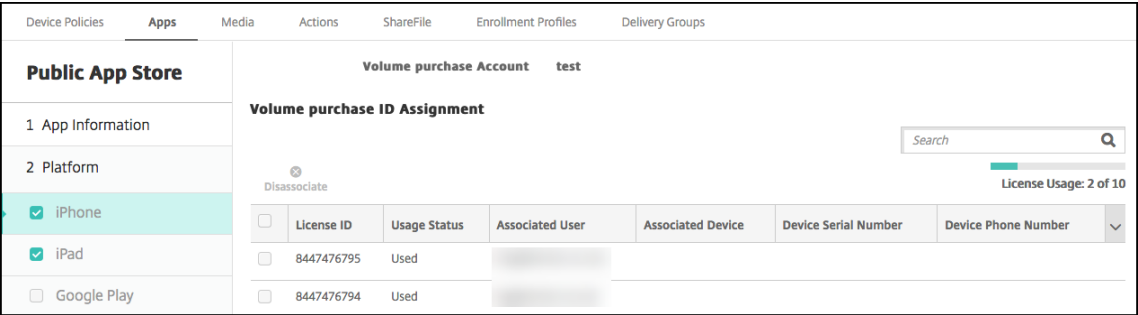 Device Policies Apps Media Actions ShareFile Enrollment Profiles Delivery Groups
Public App Store
1 App Information
2 Platform
iPhone
iPad
Google Play
Volume purchase Account test
Volume purchase ID Assignment
Search
Disassociate
License Usage: 2 of 10
License ID Usage Status Associated User Associated Device Device Serial Number Device Phone Number
8447476795 Used
8447476794 Used